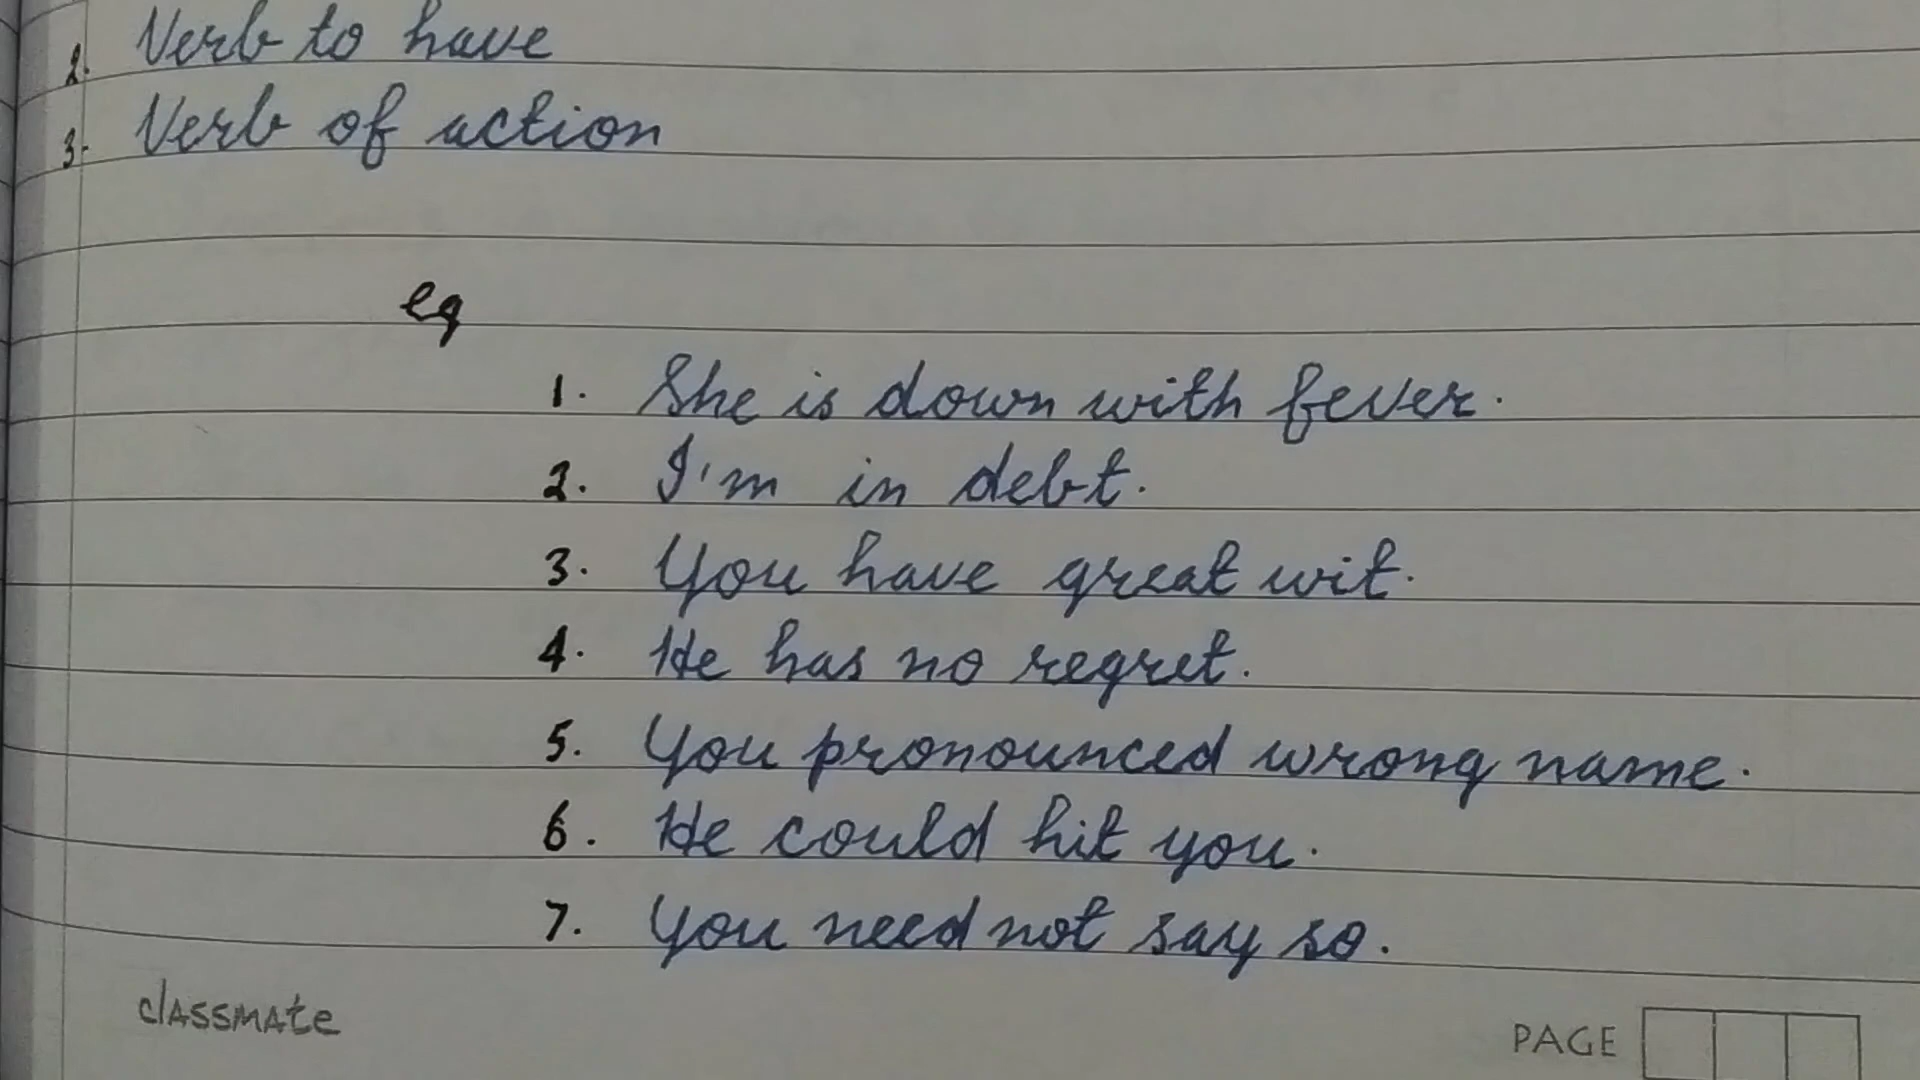 2. Verb to have
3. Verb of action
eg
1. She is down with fever.
2. I'm in debt.
3. You have great wit.
4. He has no regret.
5. You pronounced wrong name.
6. He could hit you.
7. You need not say so.
classmate
PAGE